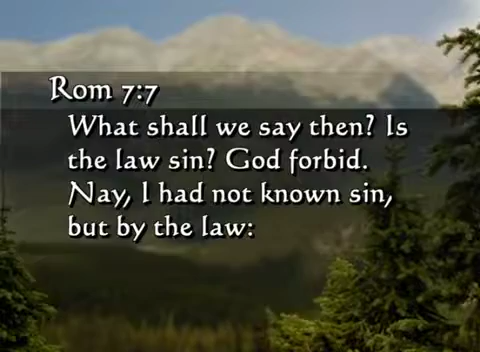 Rom 7:7
What shall we say then? Is
the law sin? God forbid.
Nay, I had not known sin,
but by the law: